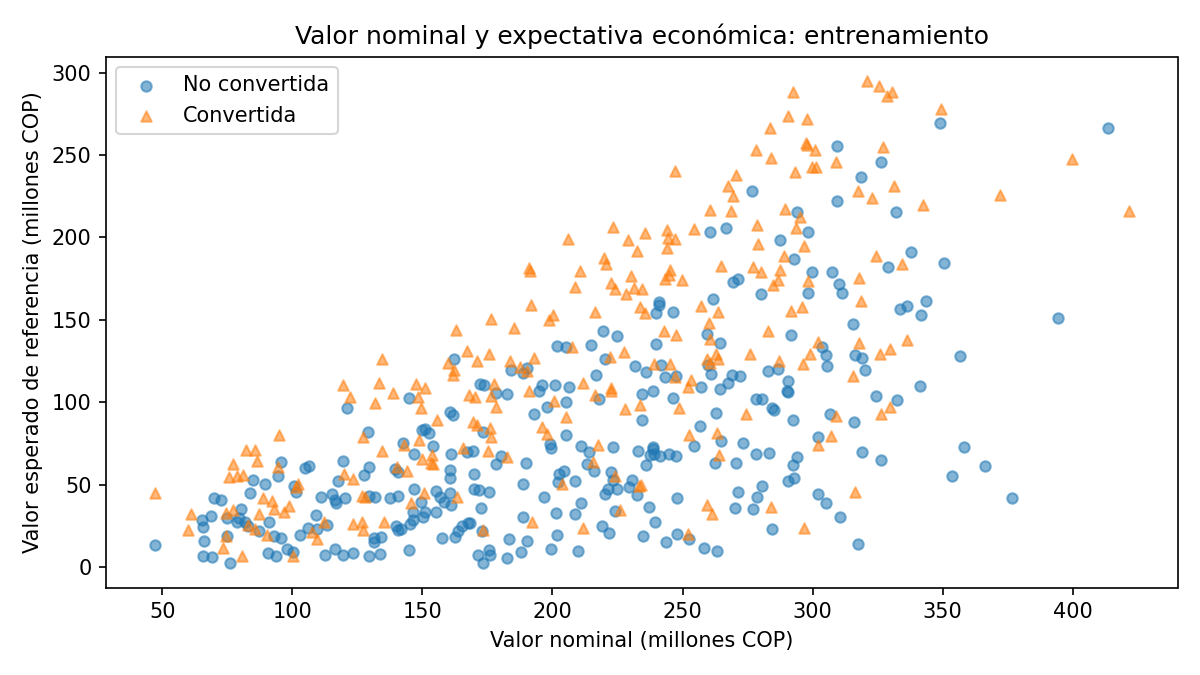 Valor nominal y expectativa económica: entrenamiento
No convertida
Convertida
Valor esperado de referencia (millones COP)
300
250
200
150
100
50
0
50 100 150 200 250 300 350 400
Valor nominal (millones COP)